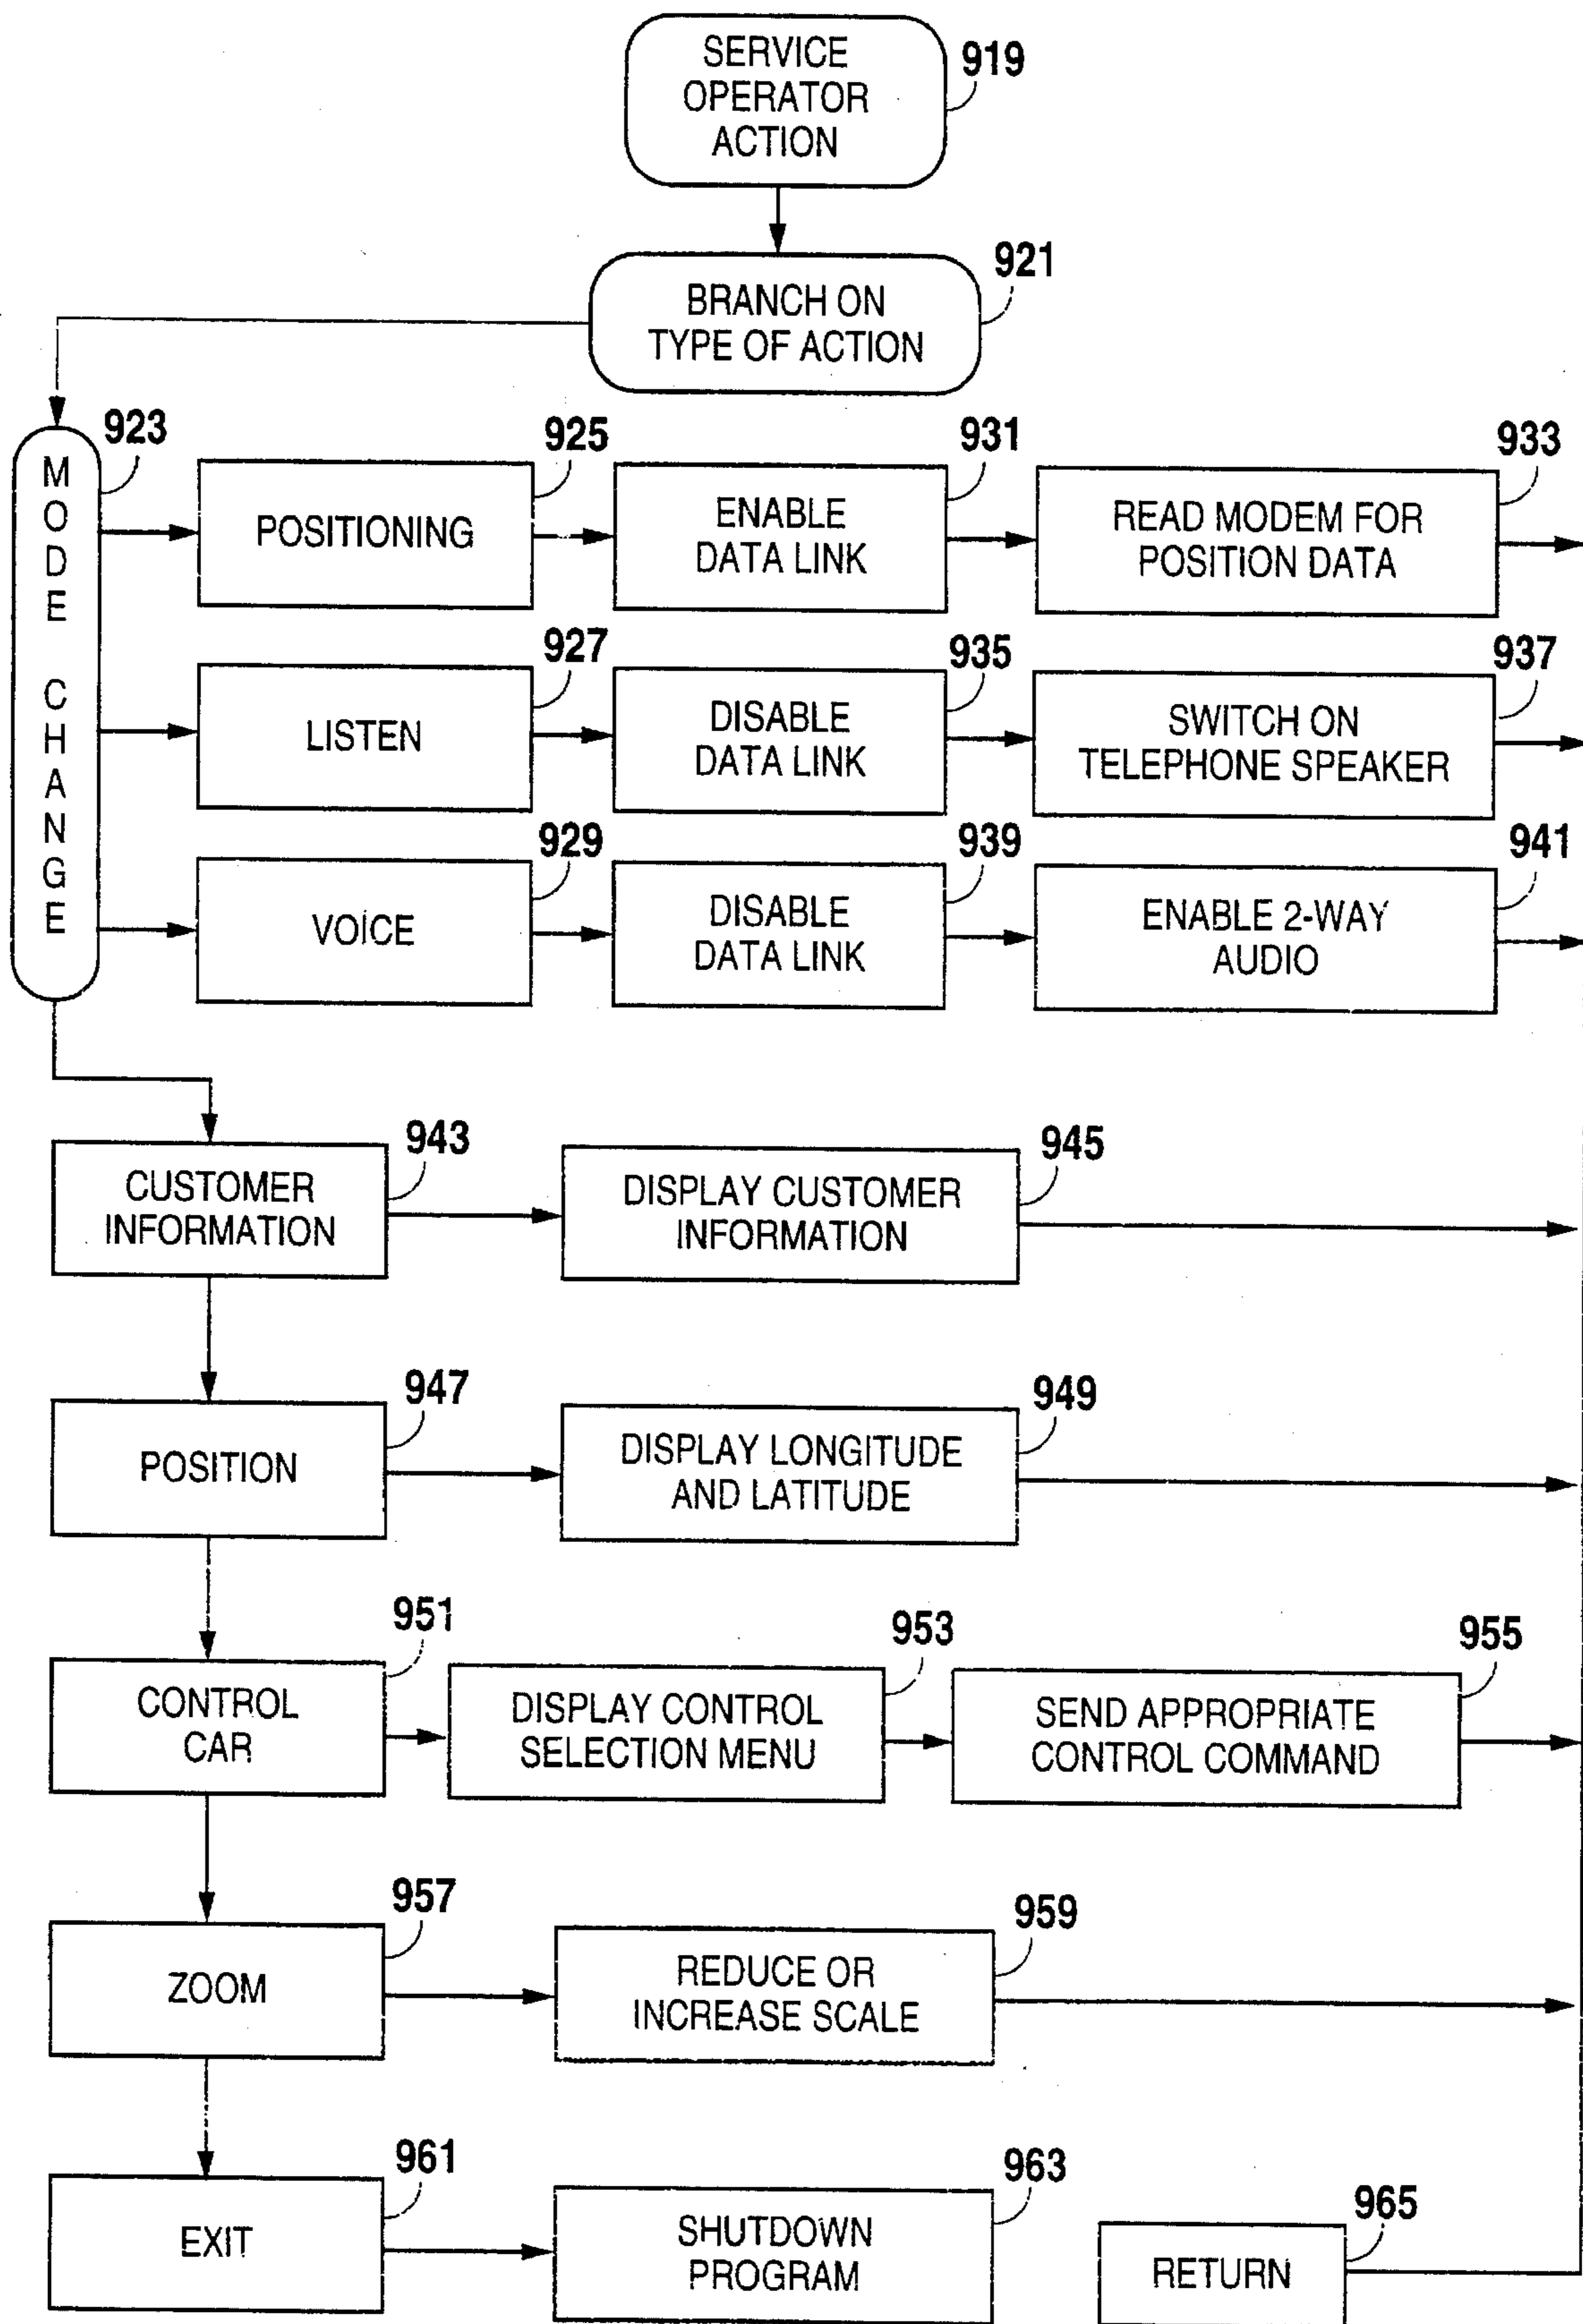 SERVICE
OPERATOR
ACTION
919
BRANCH ON
TYPE OF ACTION
921
MODE CHANGE
923
POSITIONING
925
ENABLE
DATA LINK
931
READ MODEM FOR
POSITION DATA
933
LISTEN
927
DISABLE
DATA LINK
935
SWITCH ON
TELEPHONE SPEAKER
937
VOICE
929
DISABLE
DATA LINK
939
ENABLE 2-WAY
AUDIO
941
CUSTOMER
INFORMATION
943
DISPLAY CUSTOMER
INFORMATION
945
POSITION
947
DISPLAY LONGITUDE
AND LATITUDE
949
CONTROL
CAR
951
DISPLAY CONTROL
SELECTION MENU
953
SEND APPROPRIATE
CONTROL COMMAND
955
ZOOM
957
REDUCE OR
INCREASE SCALE
959
EXIT
961
SHUTDOWN
PROGRAM
963
RETURN
965